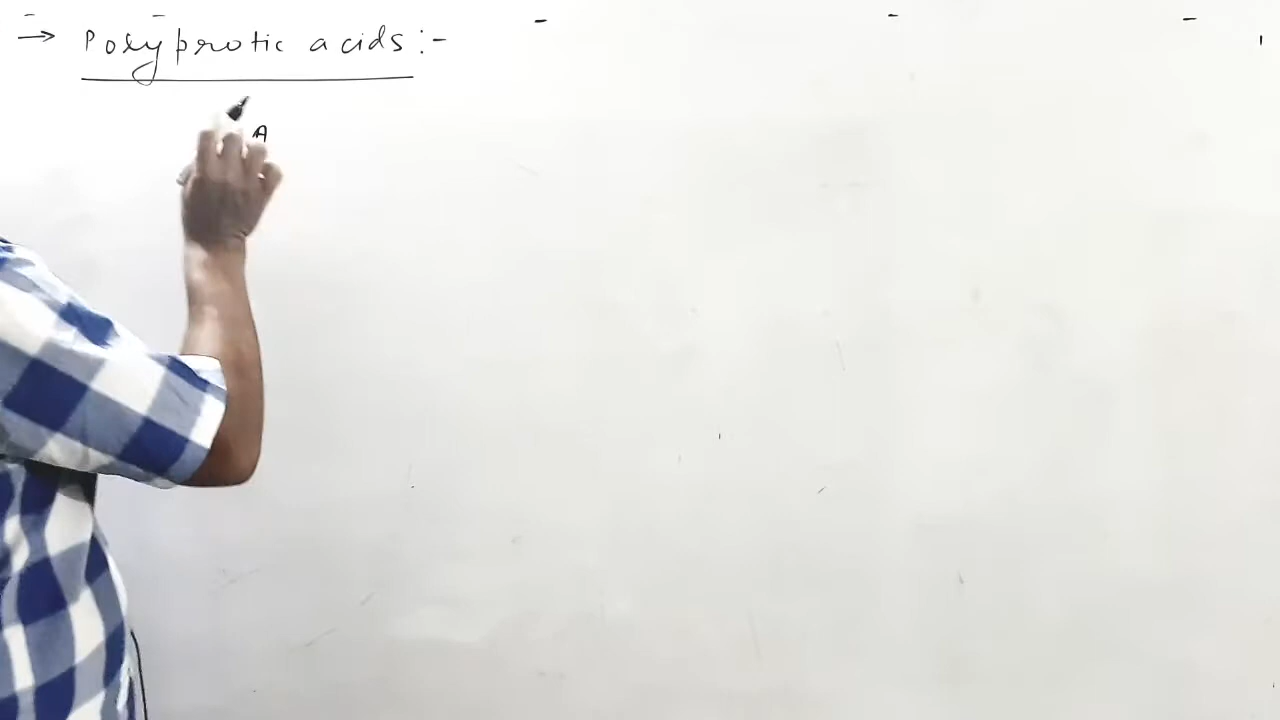 → Polyprotic acids :-
A